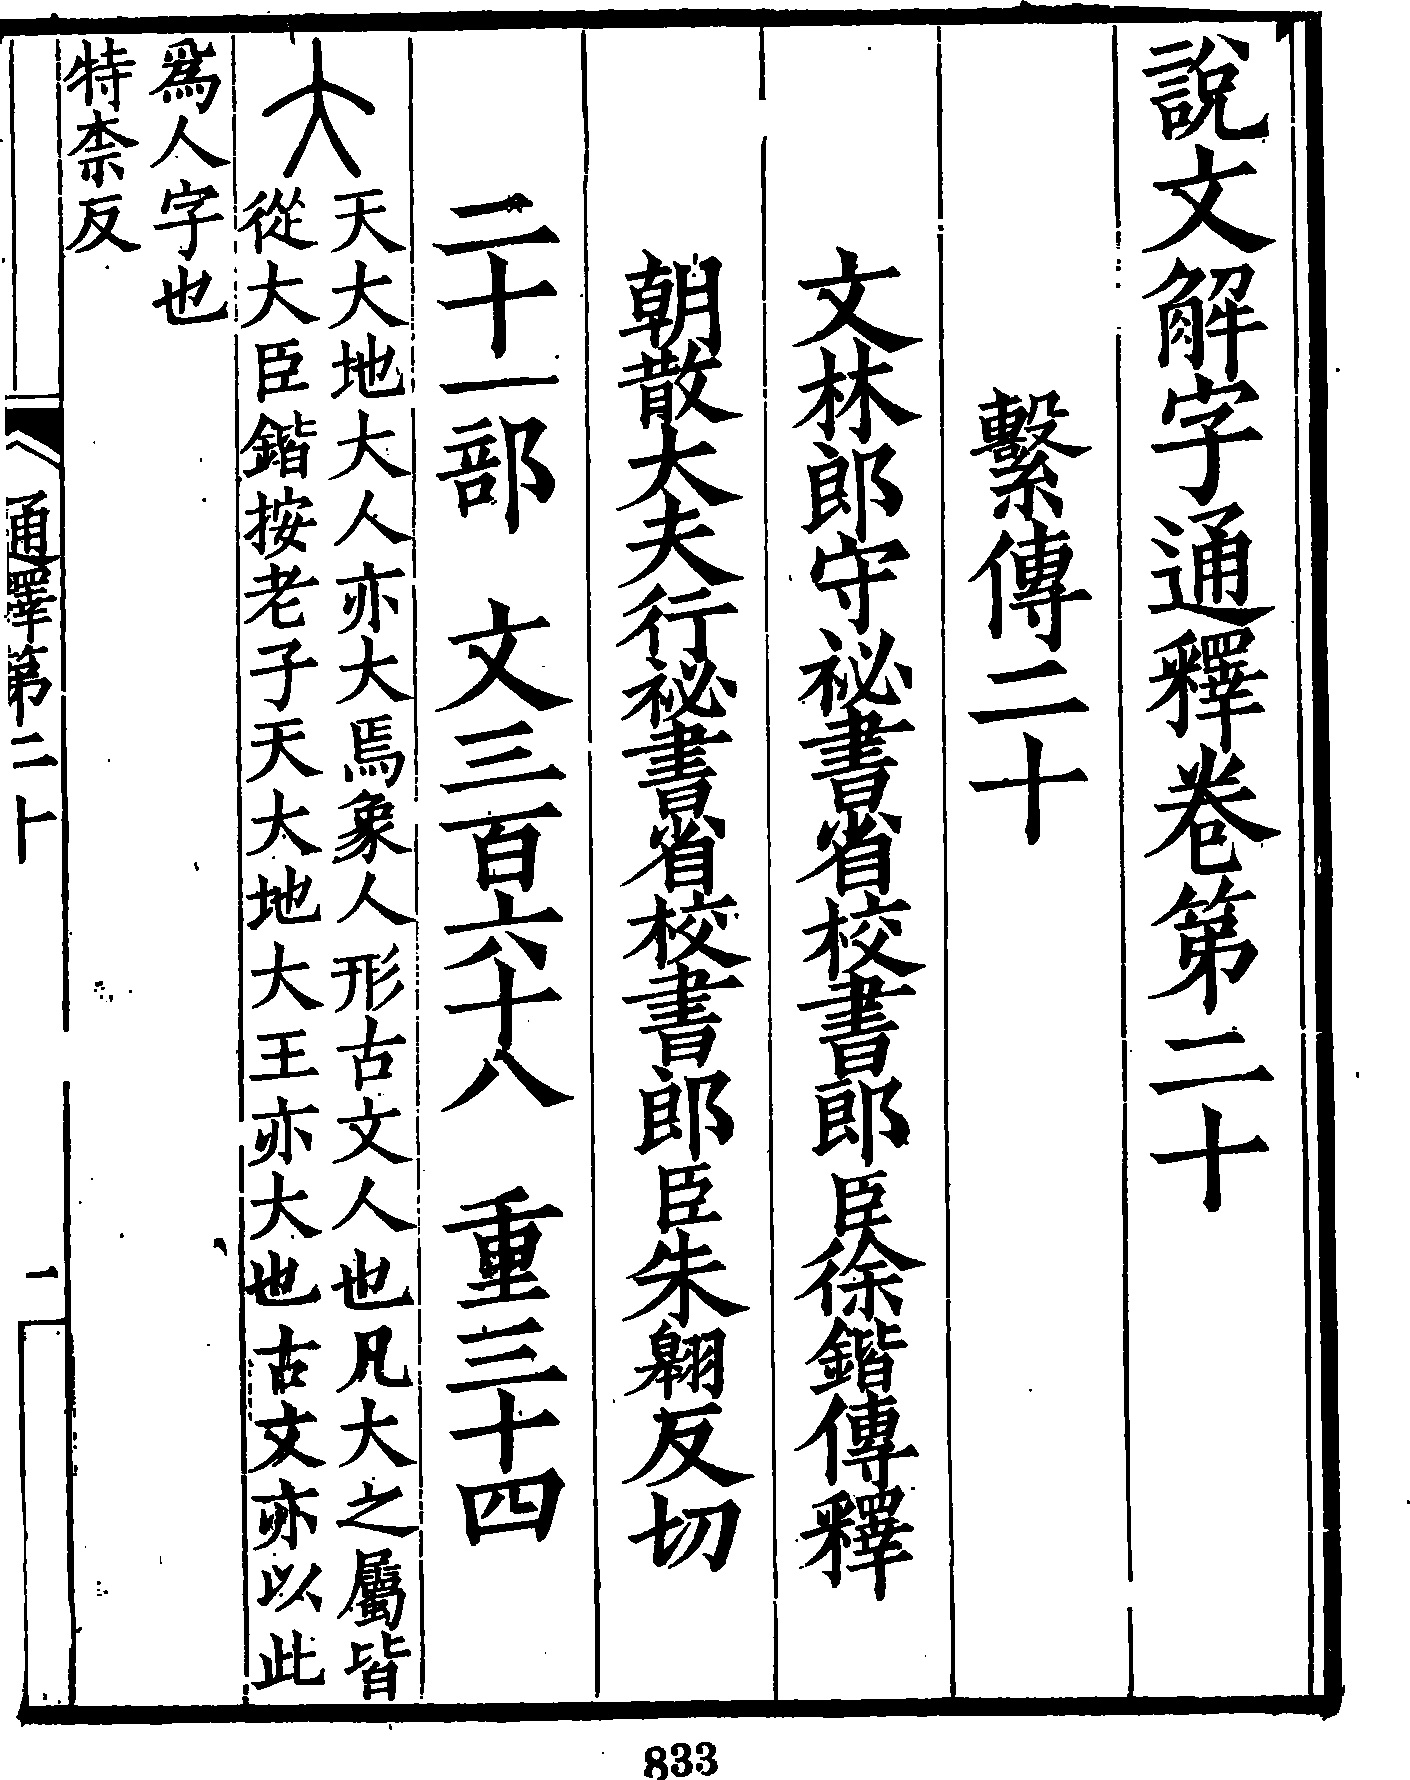 說文解字通釋卷第二十
繫傳二十
文林郎守祕書省校書郎臣徐鍇傳釋
朝散大夫行祕書省校書郎臣朱翱反切
二十一部　文三百六十八　重三十四
大
天大地大人亦大焉象人形古文人也凡大之屬皆
從大臣鍇按老子天大地大王亦大也古文亦以此
爲人字也
特柰反
通釋第二十
一
833